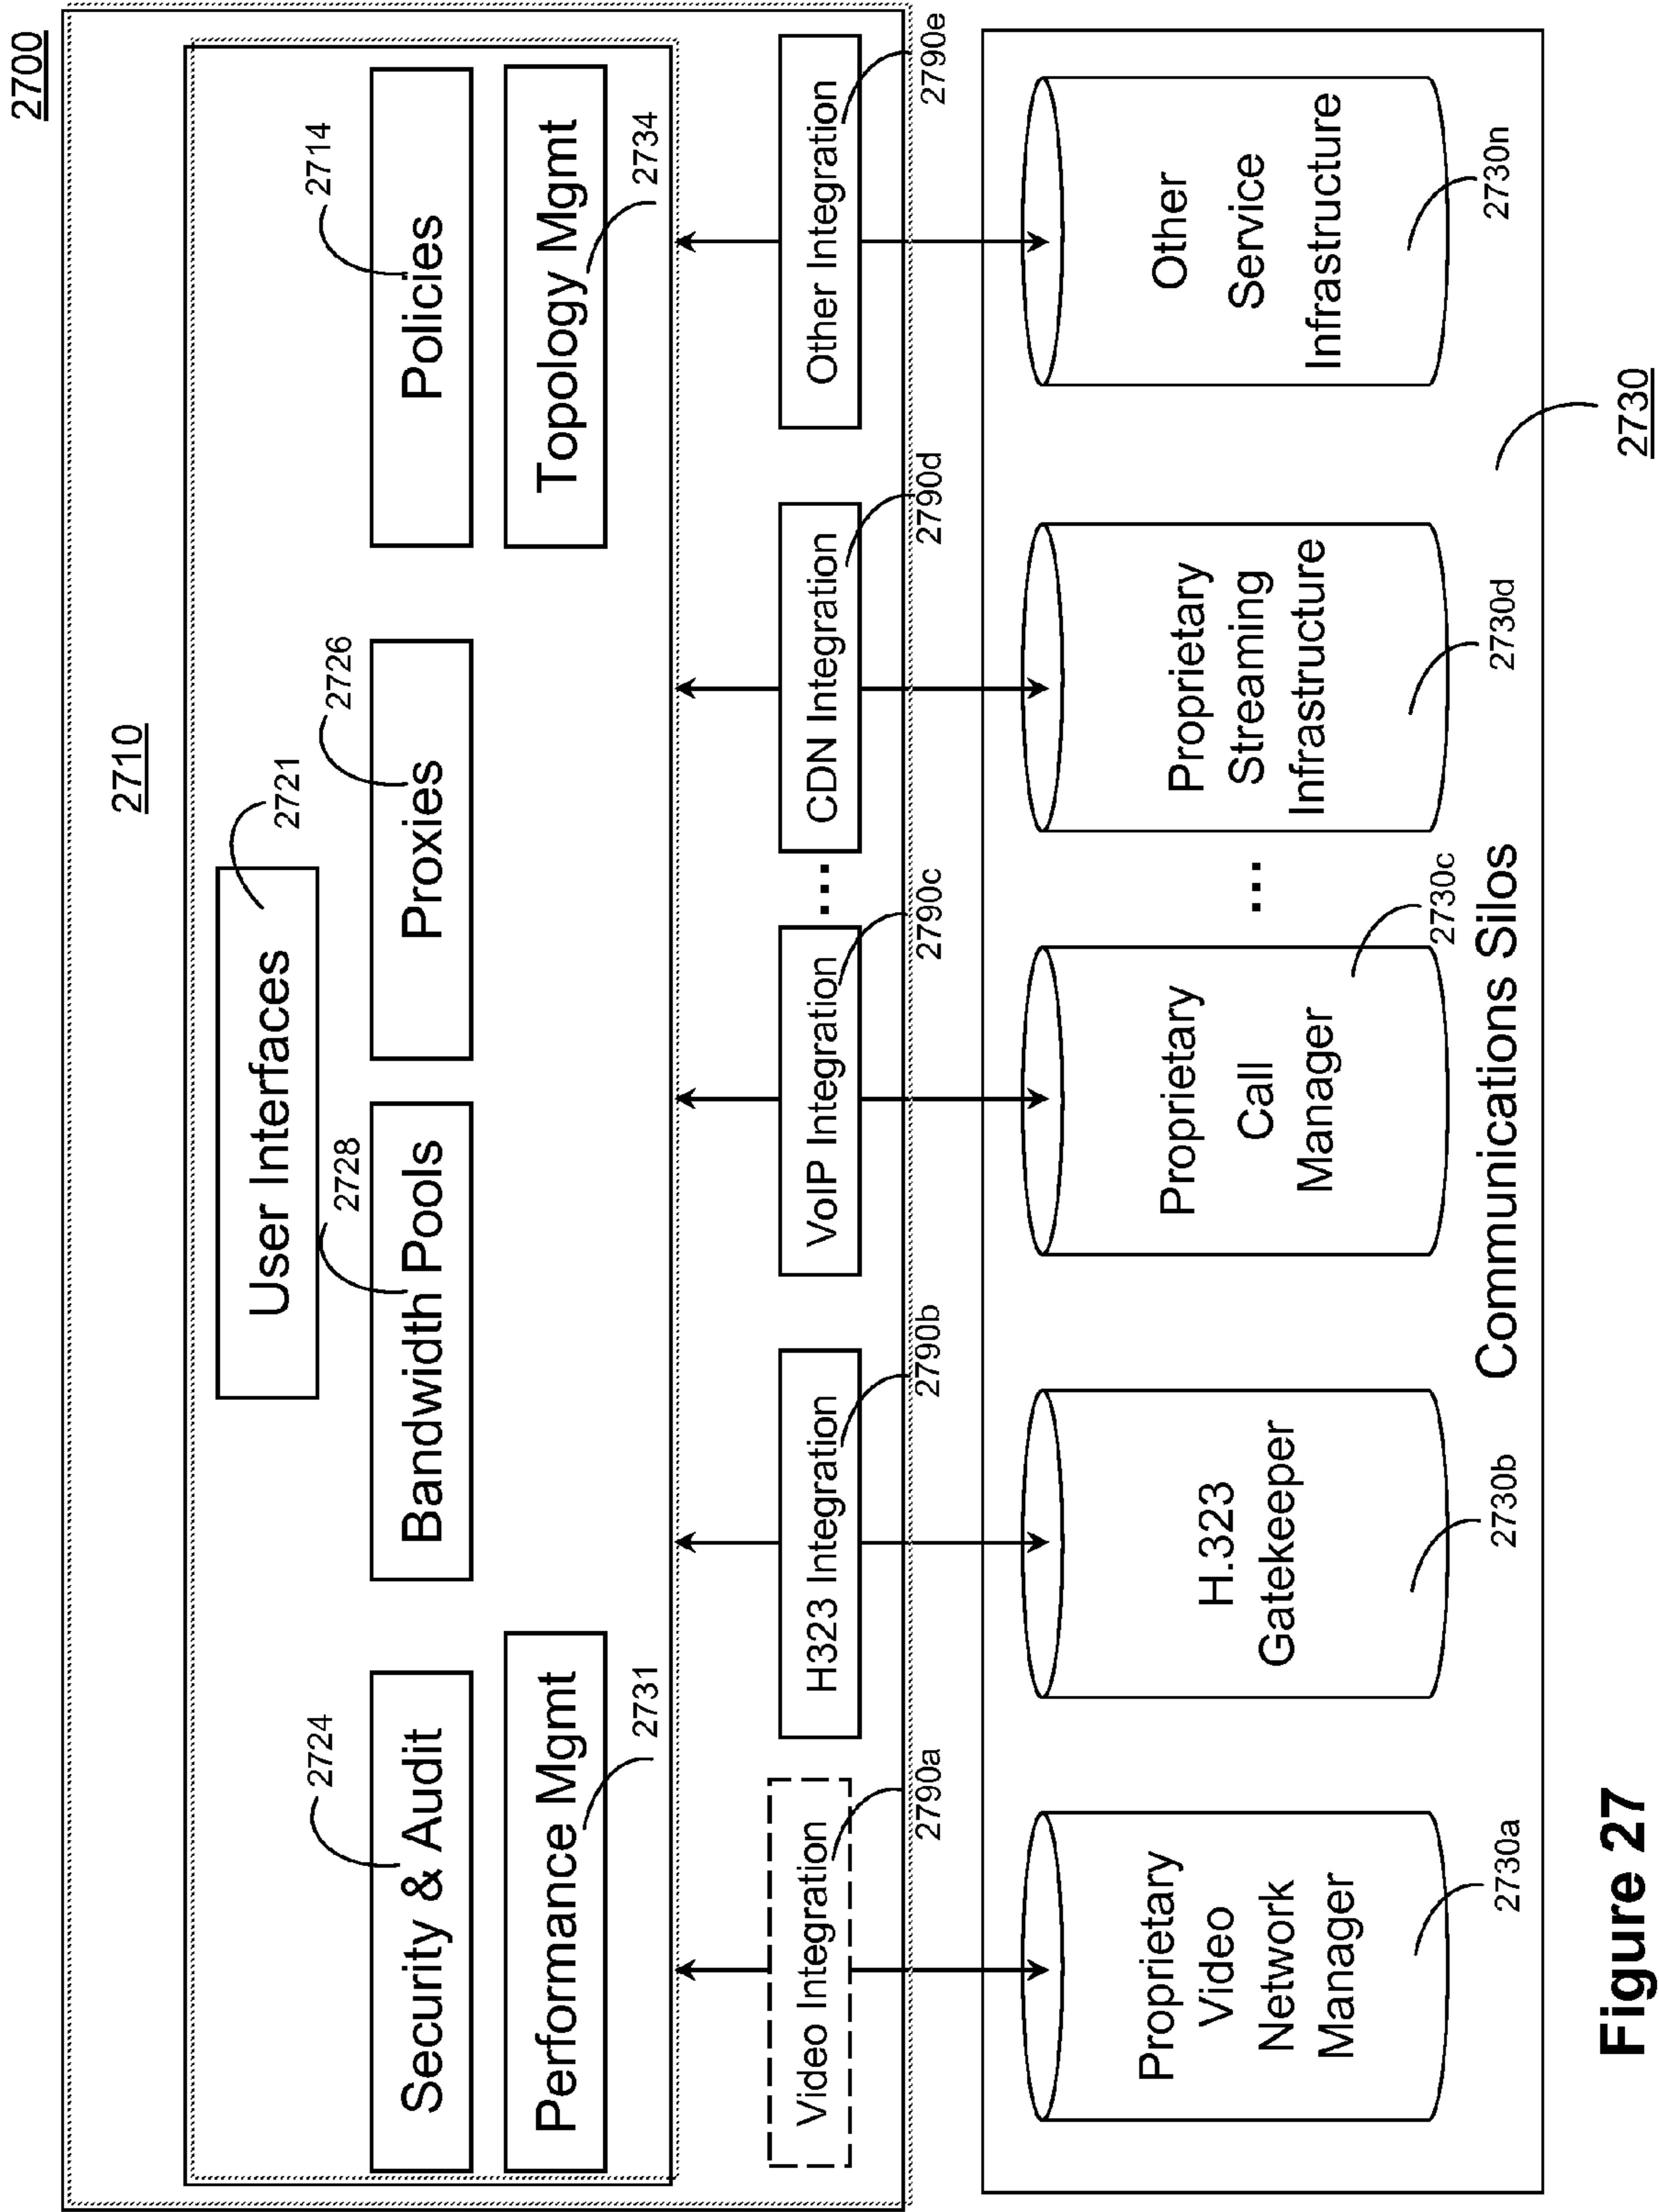 2700
2710
User Interfaces
2721
2724
2728
2726
2714
Security & Audit
Bandwidth Pools
Proxies
Policies
Performance Mgmt
Topology Mgmt
2731
2734
Video Integration
H323 Integration
VoIP Integration
...
CDN Integration
Other Integration
2790a
2790b
2790c
2790d
2790e
Proprietary
Video
Network
Manager
H.323
Gatekeeper
Proprietary
Call
Manager
...
Proprietary
Streaming
Infrastructure
Other
Service
Infrastructure
2730a
2730b
2730c
2730d
2730n
Communications Silos
2730
Figure 27